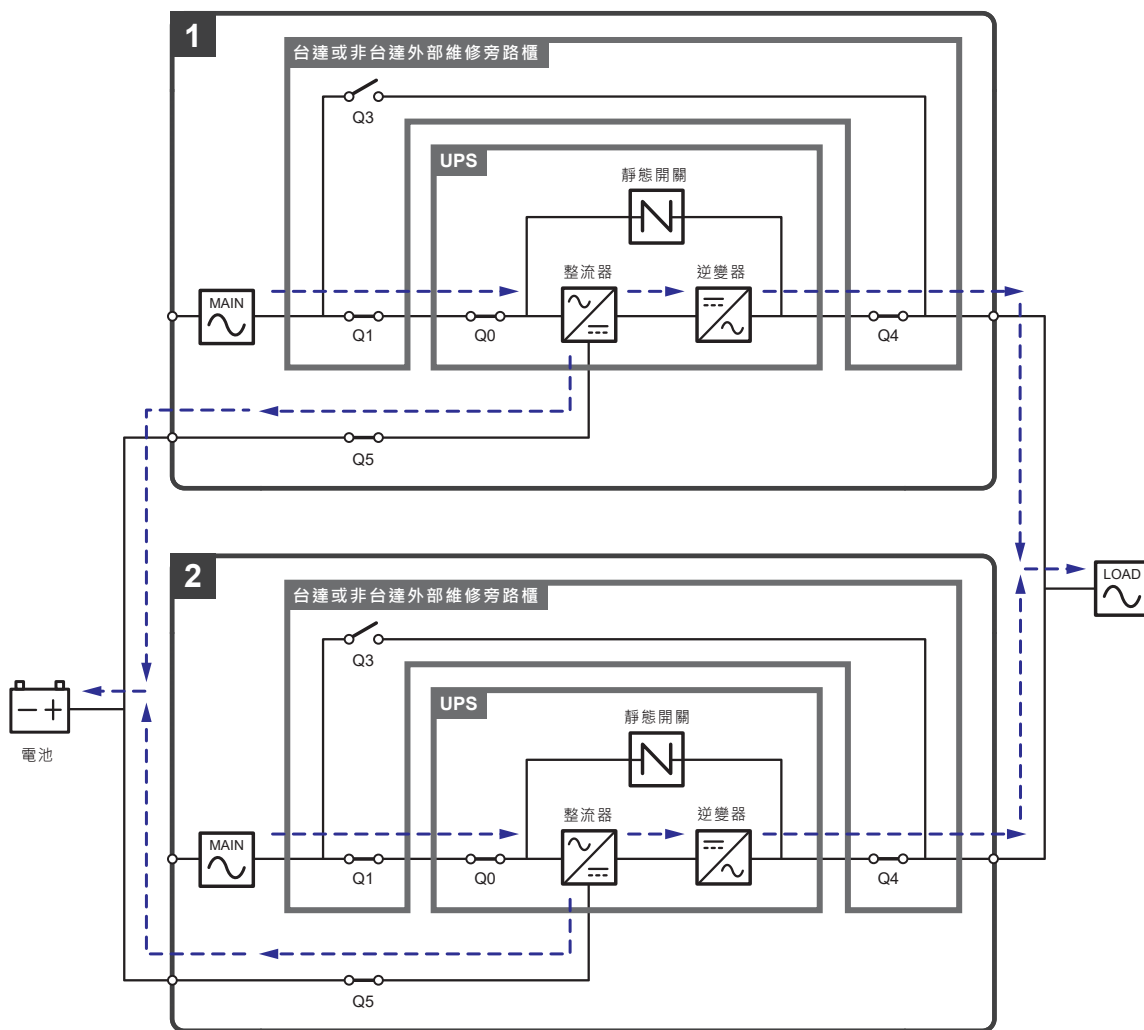 1
台達或非台達外部維修旁路櫃
Q3
UPS
靜態開關
整流器
逆變器
MAIN
Q1
Q0
Q4
Q5
2
台達或非台達外部維修旁路櫃
LOAD
Q3
UPS
靜態開關
電池
整流器
逆變器
MAIN
Q1
Q0
Q4
Q5